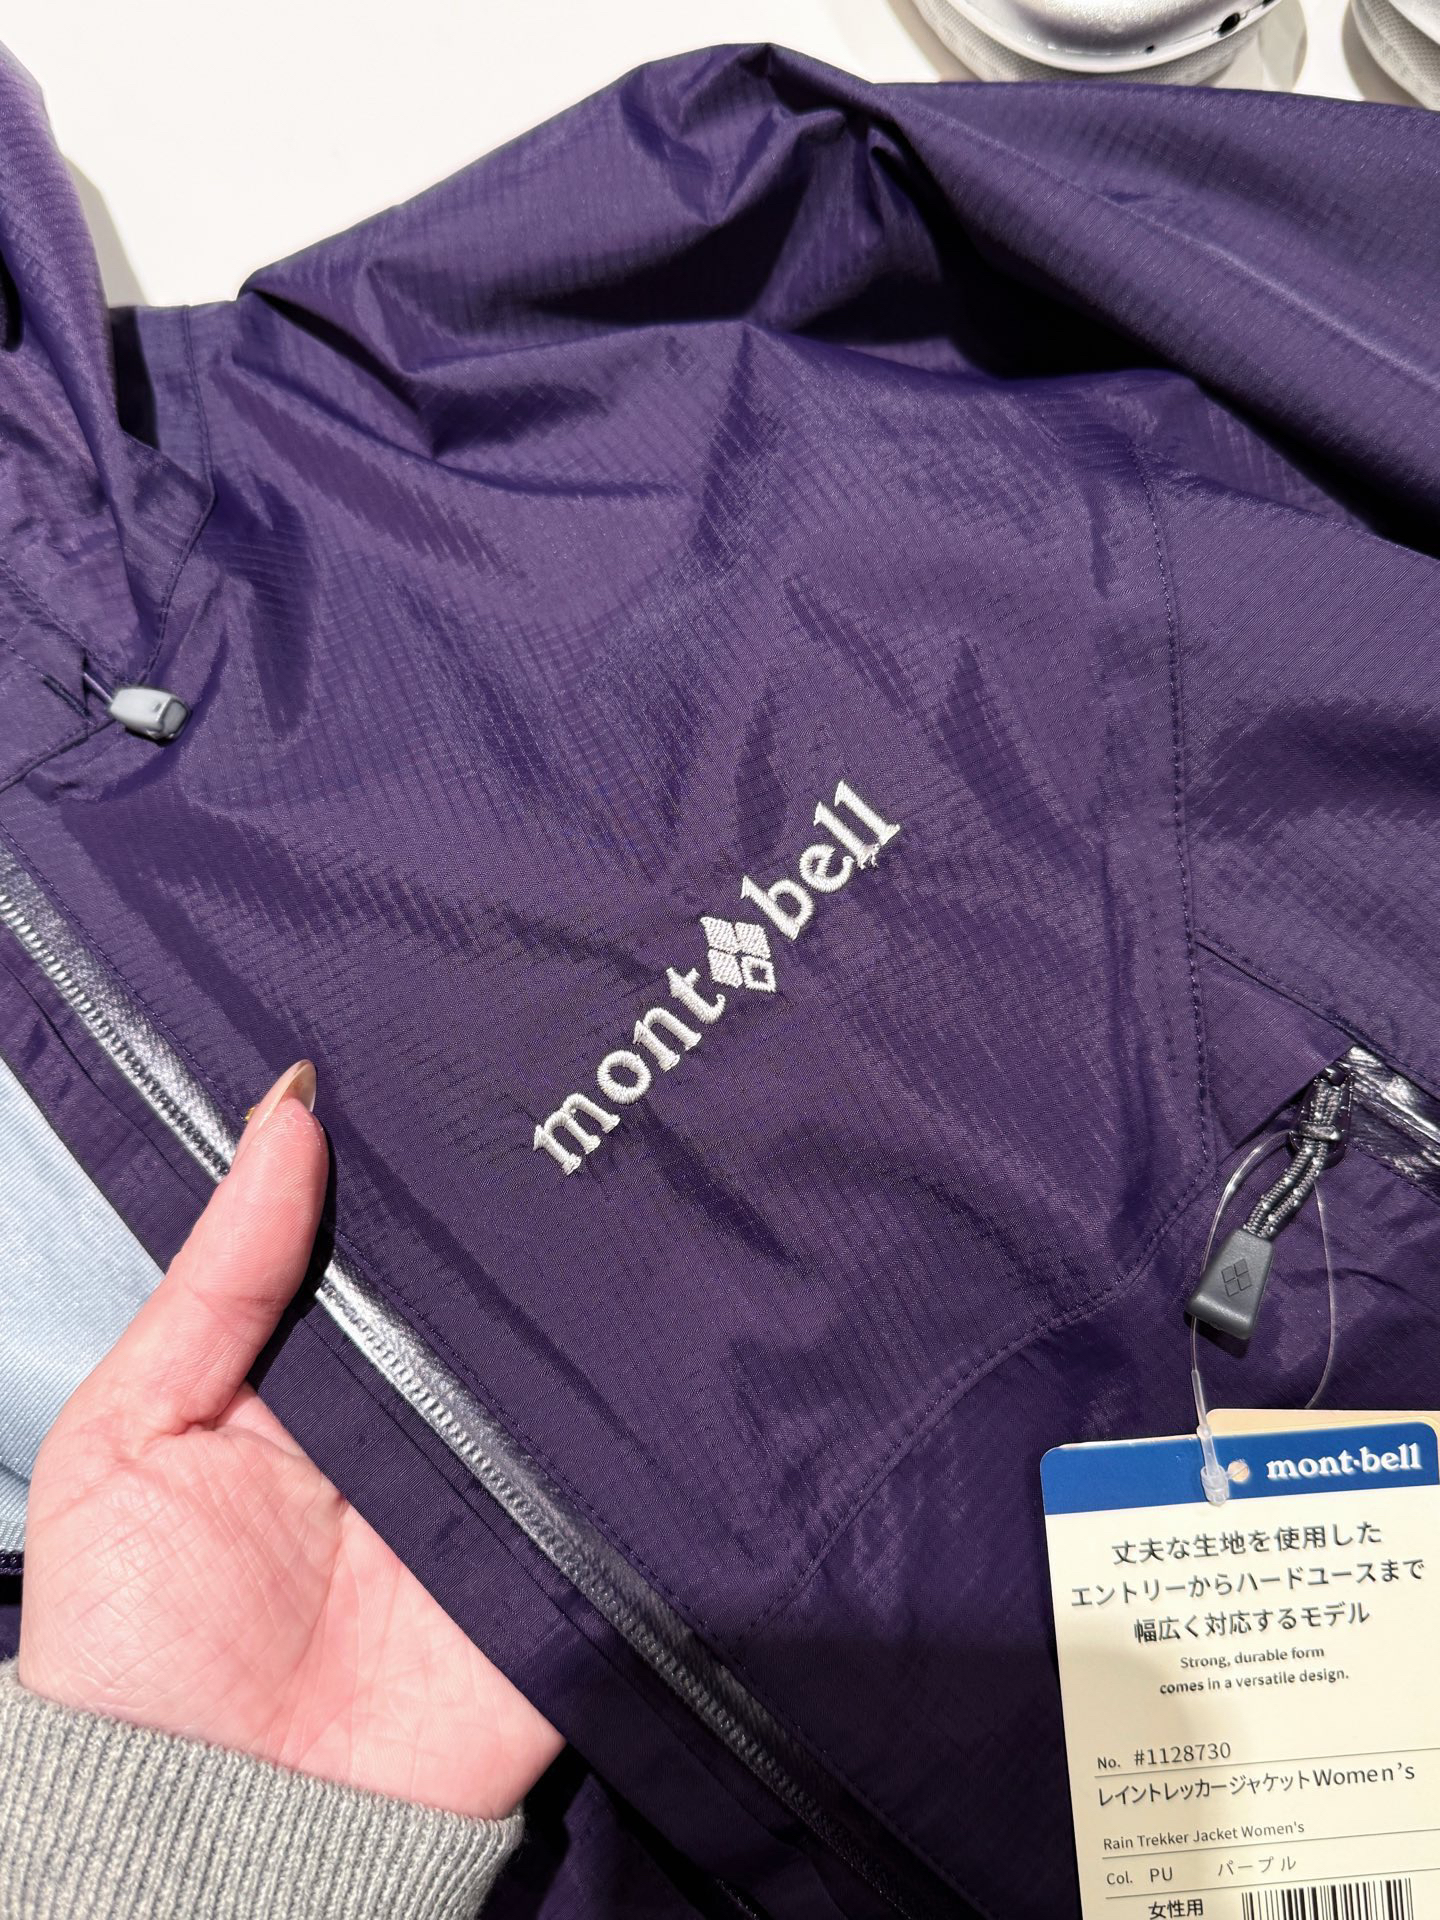 mont bell
mont·bell
丈夫な生地を使用した
エントリーからハードユースまで
幅広く対応するモデル
Strong, durable form
comes in a versatile design.
No. #1128730
レイントレッカージャケットWomen's
Rain Trekker Jacket Women's
Col. PU パープル
女性用